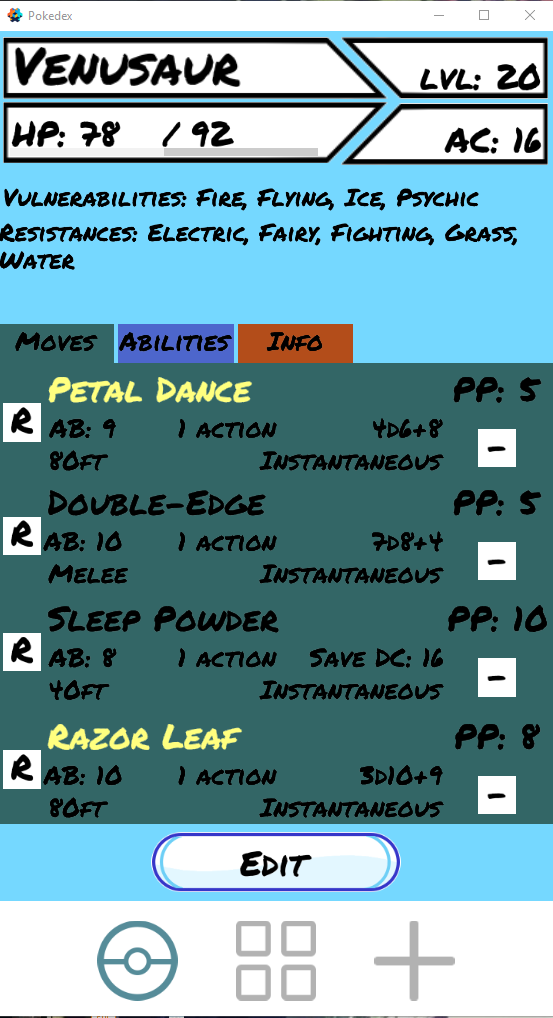 Pokedex
Venusaur
LVL: 20
HP: 78 / 92
AC: 16
Vulnerabilities: Fire, Flying, Ice, Psychic
Resistances: Electric, Fairy, Fighting, Grass,
Water
Moves Abilities Info
Petal Dance PP: 5
R
AB: 9 1 action 4d6+8
-
80ft Instantaneous
Double-Edge PP: 5
R
AB: 10 1 action 7d8+4
-
Melee Instantaneous
Sleep Powder PP: 10
R
AB: 8 1 action Save DC: 16
-
40ft Instantaneous
Razor Leaf PP: 8
R
AB: 10 1 action 3d10+9
-
80ft Instantaneous
Edit